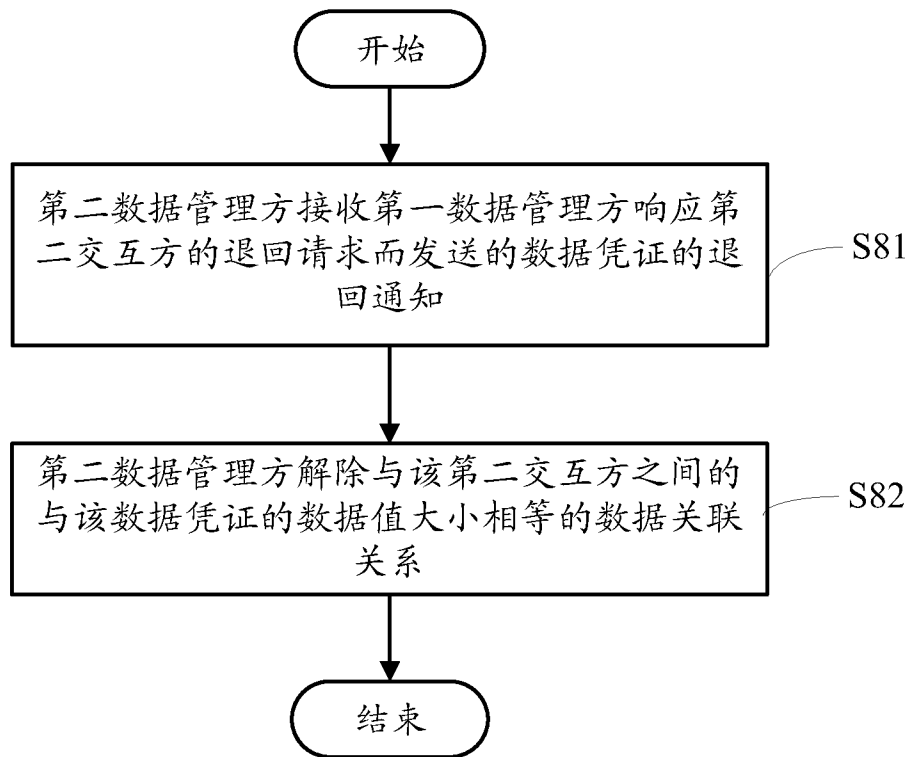 开始
第二数据管理方接收第一数据管理方响应第
二交互方的退回请求而发送的数据凭证的退
回通知
S81
第二数据管理方解除与该第二交互方之间的
与该数据凭证的数据值大小相等的数据关联
关系
S82
结束